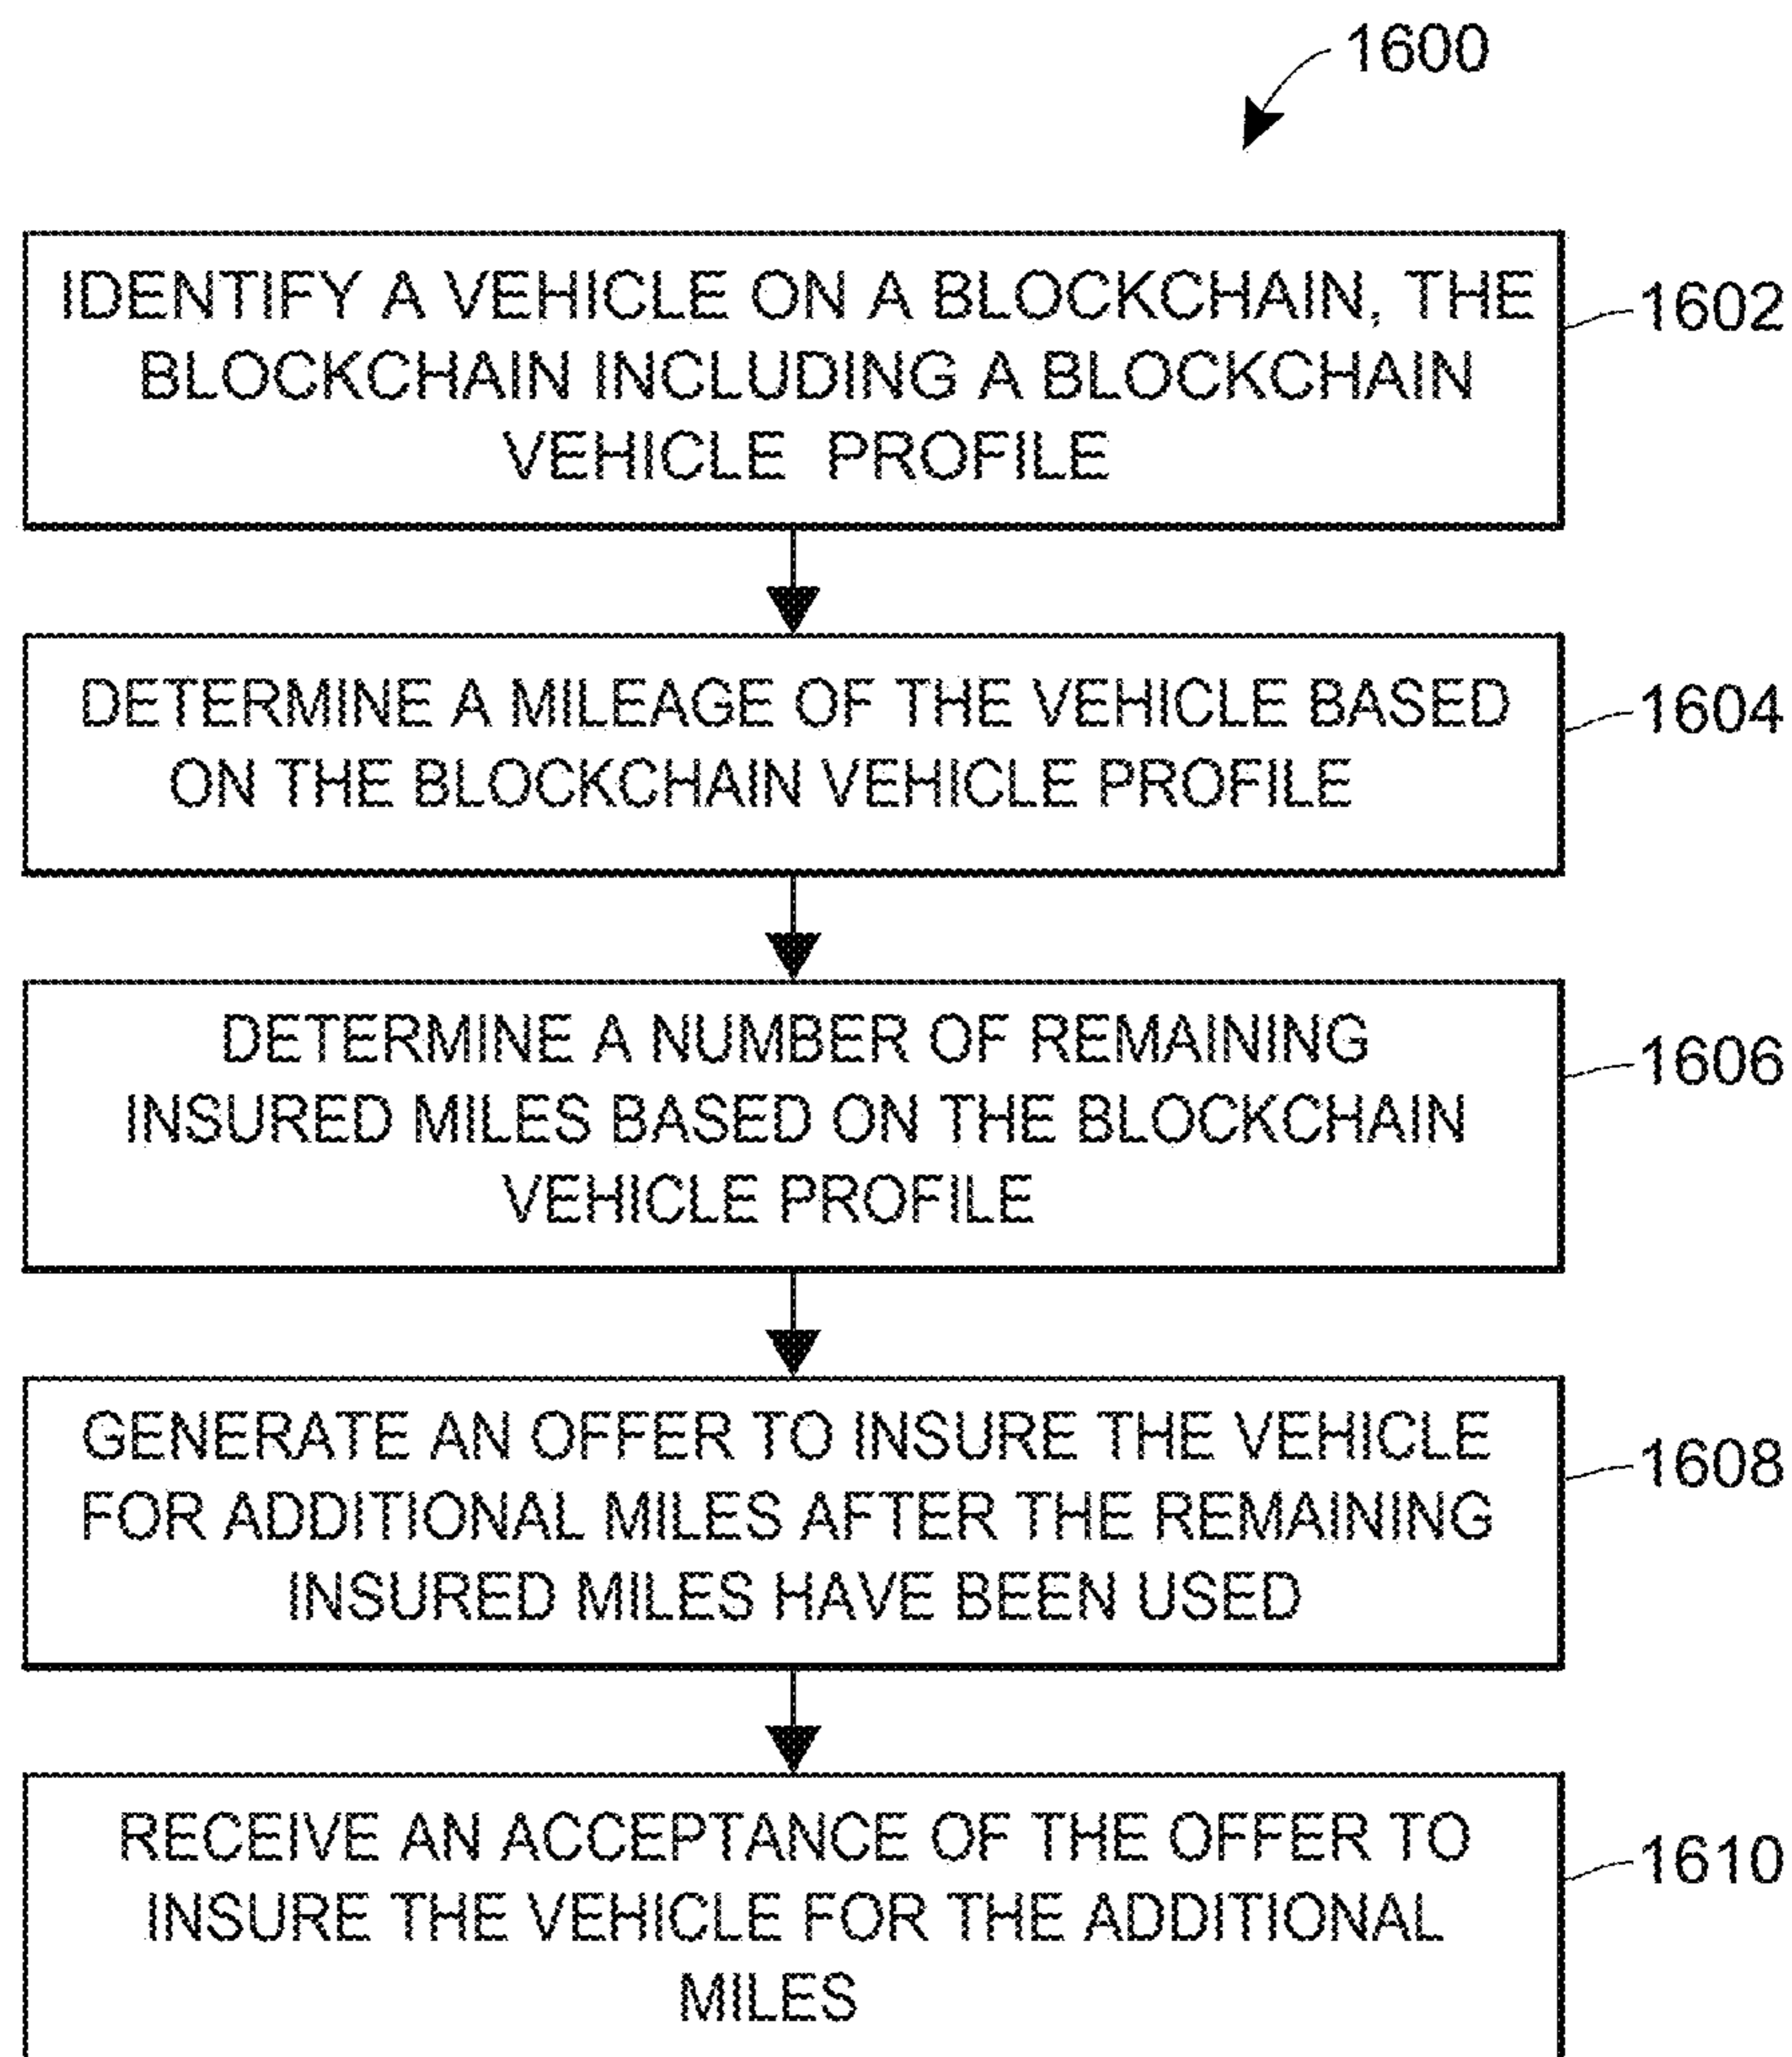 1600
IDENTIFY A VEHICLE ON A BLOCKCHAIN, THE
BLOCKCHAIN INCLUDING A BLOCKCHAIN
VEHICLE PROFILE
1602
DETERMINE A MILEAGE OF THE VEHICLE BASED
ON THE BLOCKCHAIN VEHICLE PROFILE
1604
DETERMINE A NUMBER OF REMAINING
INSURED MILES BASED ON THE BLOCKCHAIN
VEHICLE PROFILE
1606
GENERATE AN OFFER TO INSURE THE VEHICLE
FOR ADDITIONAL MILES AFTER THE REMAINING
INSURED MILES HAVE BEEN USED
1608
RECEIVE AN ACCEPTANCE OF THE OFFER TO
INSURE THE VEHICLE FOR THE ADDITIONAL
MILES
1610